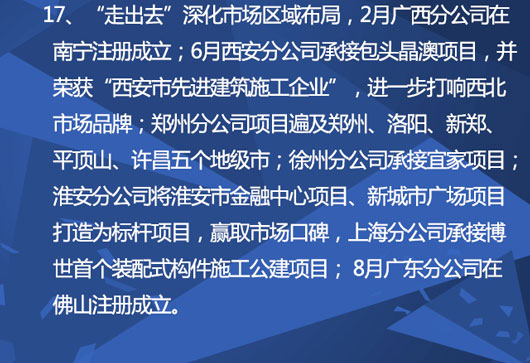 17、“走出去”深化市场区域布局，2月广西分公司在
南宁注册成立；6月西安分公司承接包头晶澳项目，并
荣获“西安市先进建筑施工企业”，进一步打响西北
市场品牌；郑州分公司项目遍及郑州、洛阳、新郑、
平顶山、许昌五个地级市；徐州分公司承接宜家项目；
淮安分公司将淮安市金融中心项目、新城市广场项目
打造为标杆项目，赢取市场口碑，上海分公司承接博
世首个装配式构件施工公建项目； 8月广东分公司在
佛山注册成立。